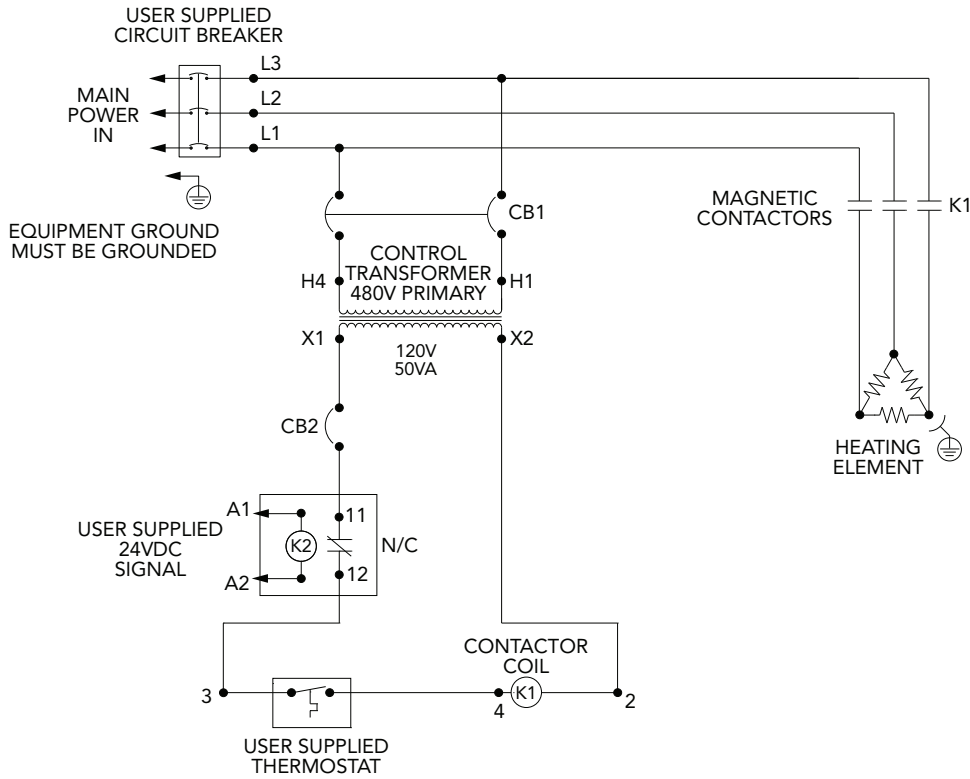 USER SUPPLIED
CIRCUIT BREAKER
L3
MAIN
POWER
IN
L2
L1
EQUIPMENT GROUND
MUST BE GROUNDED
CB1
MAGNETIC
CONTACTORS
K1
CONTROL
TRANSFORMER
480V PRIMARY
H4
H1
X1
X2
120V
50VA
CB2
HEATING
ELEMENT
USER SUPPLIED
24VDC
SIGNAL
A1
A2
K2
11
12
N/C
CONTACTOR
COIL
3
4
K1
2
USER SUPPLIED
THERMOSTAT